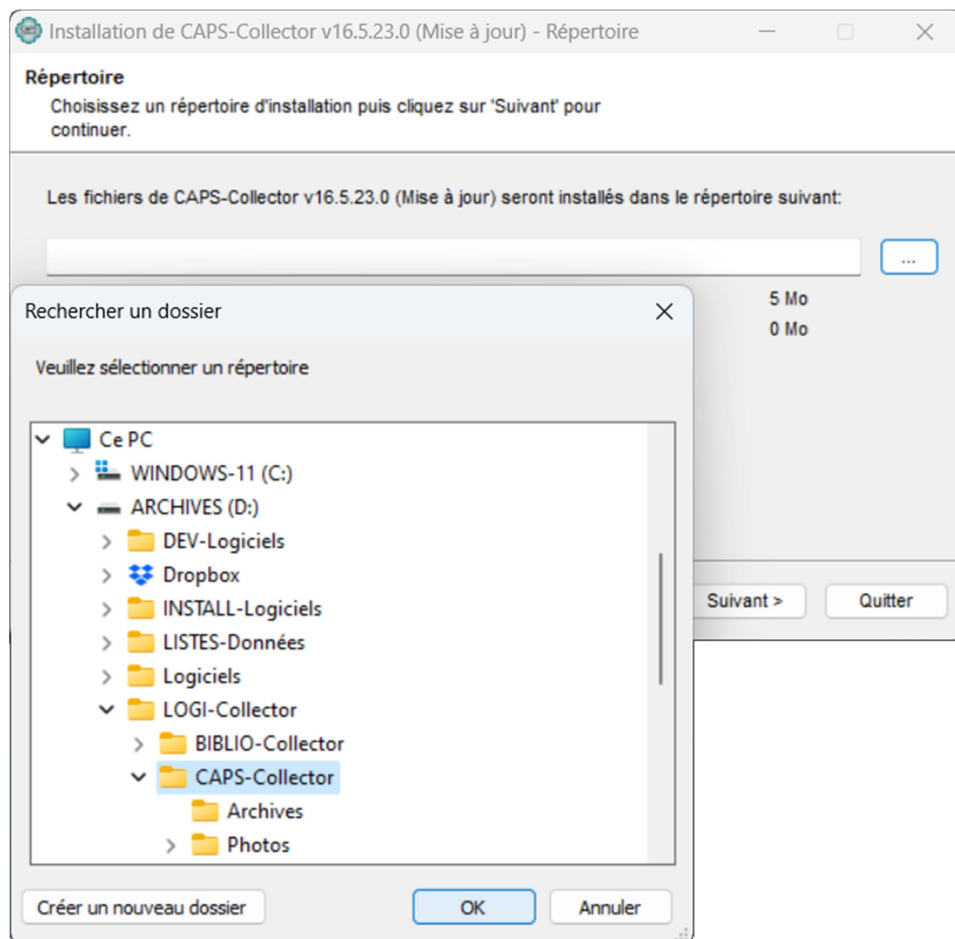 Installation de CAPS-Collector v16.5.23.0 (Mise à jour) - Répertoire
Répertoire
Choisissez un répertoire d'installation puis cliquez sur 'Suivant' pour
continuer.
Les fichiers de CAPS-Collector v16.5.23.0 (Mise à jour) seront installés dans le répertoire suivant:
...
5 Mo
0 Mo
Rechercher un dossier
Veuillez sélectionner un répertoire
Ce PC
WINDOWS-11 (C:)
ARCHIVES (D:)
DEV-Logiciels
Dropbox
INSTALL-Logiciels
LISTES-Données
Logiciels
LOGI-Collector
BIBLIO-Collector
CAPS-Collector
Archives
Photos
Suivant > Quitter
Créer un nouveau dossier OK Annuler